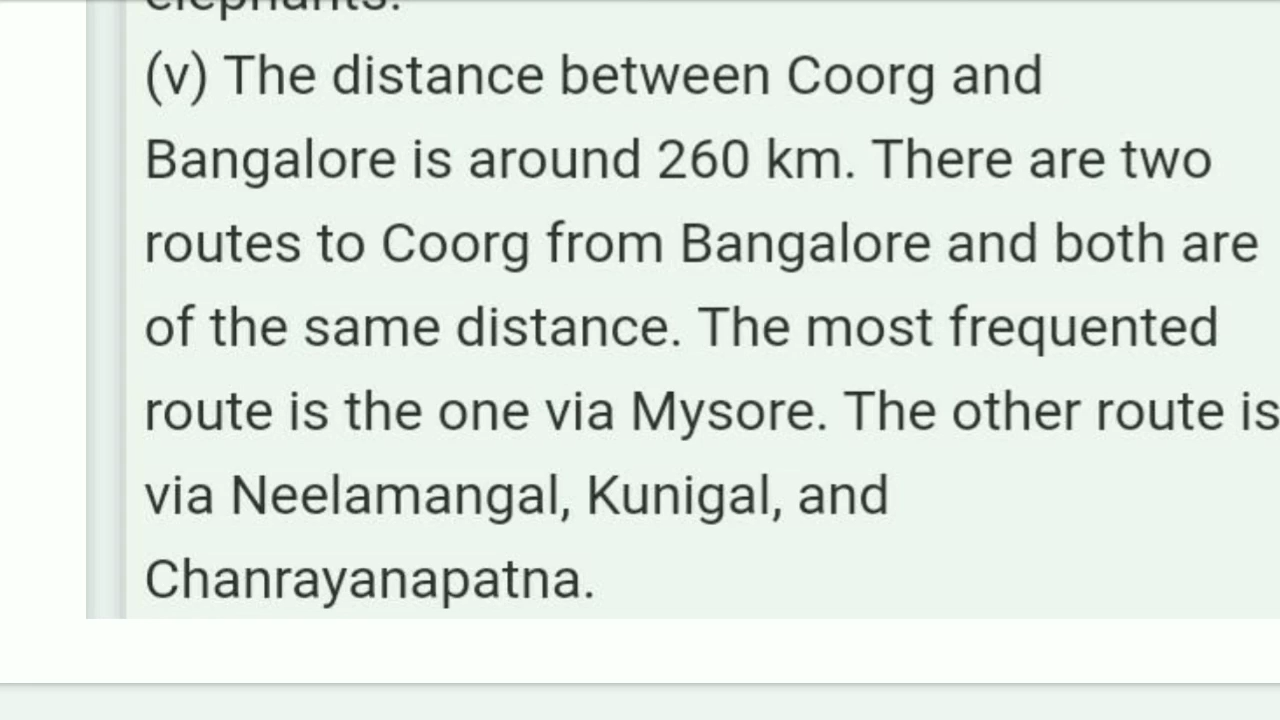 elephants.
(v) The distance between Coorg and
Bangalore is around 260 km. There are two
routes to Coorg from Bangalore and both are
of the same distance. The most frequented
route is the one via Mysore. The other route is
via Neelamangal, Kunigal, and
Chanrayanapatna.